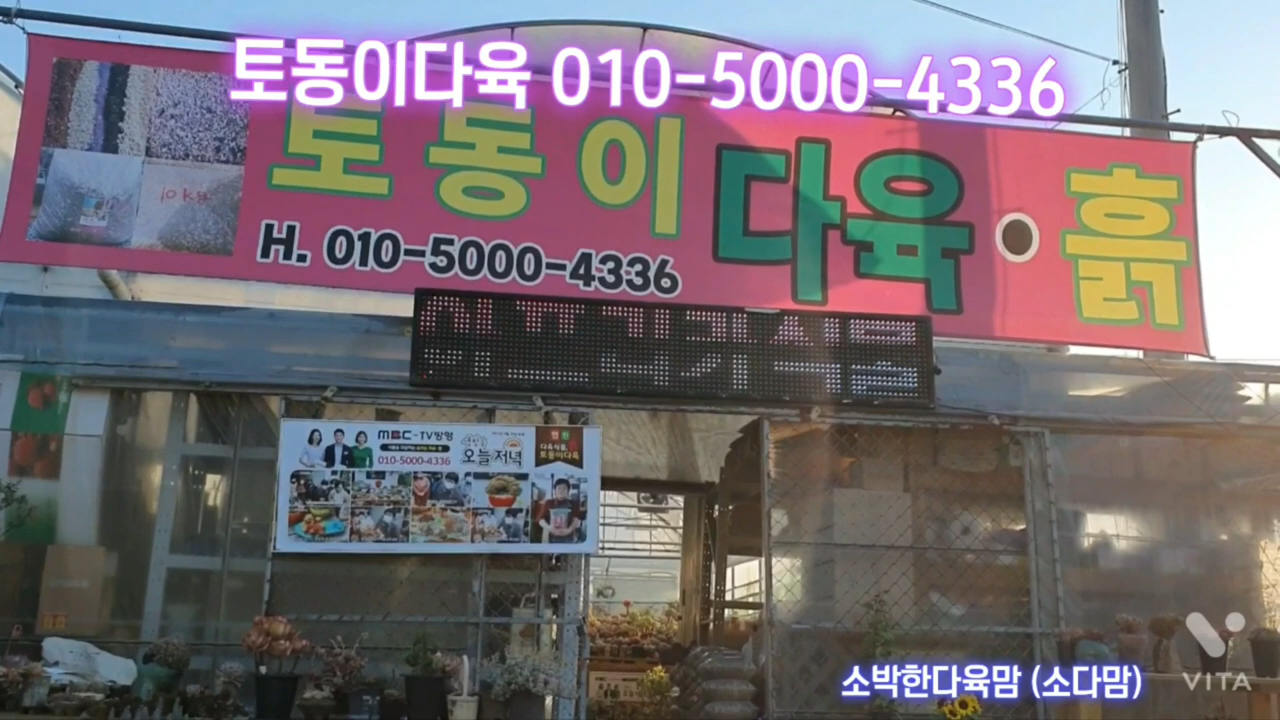 토동이다육 010-5000-4336
토동이다육·흙
10kg
H. 010-5000-4336
MBC-TV방영
010-5000-4336
오늘저녁
다육식물,
토동이다육
소박한다육맘 (소다맘)
VITA